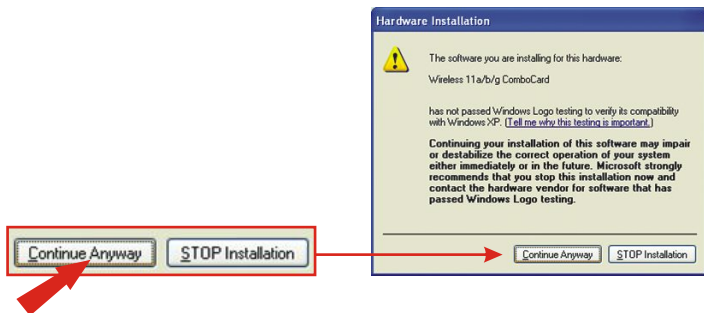 Hardware Installation
The software you are installing for this hardware:
Wireless 11a/b/g ComboCard
has not passed Windows Logo testing to verify its compatibility
with Windows XP. (Tell me why this testing is important.)
Continuing your installation of this software may impair
or destabilize the correct operation of your system
either immediately or in the future. Microsoft strongly
recommends that you stop this installation now and
contact the hardware vendor for software that has
passed Windows Logo testing.
Continue Anyway
STOP Installation
Continue Anyway
STOP Installation